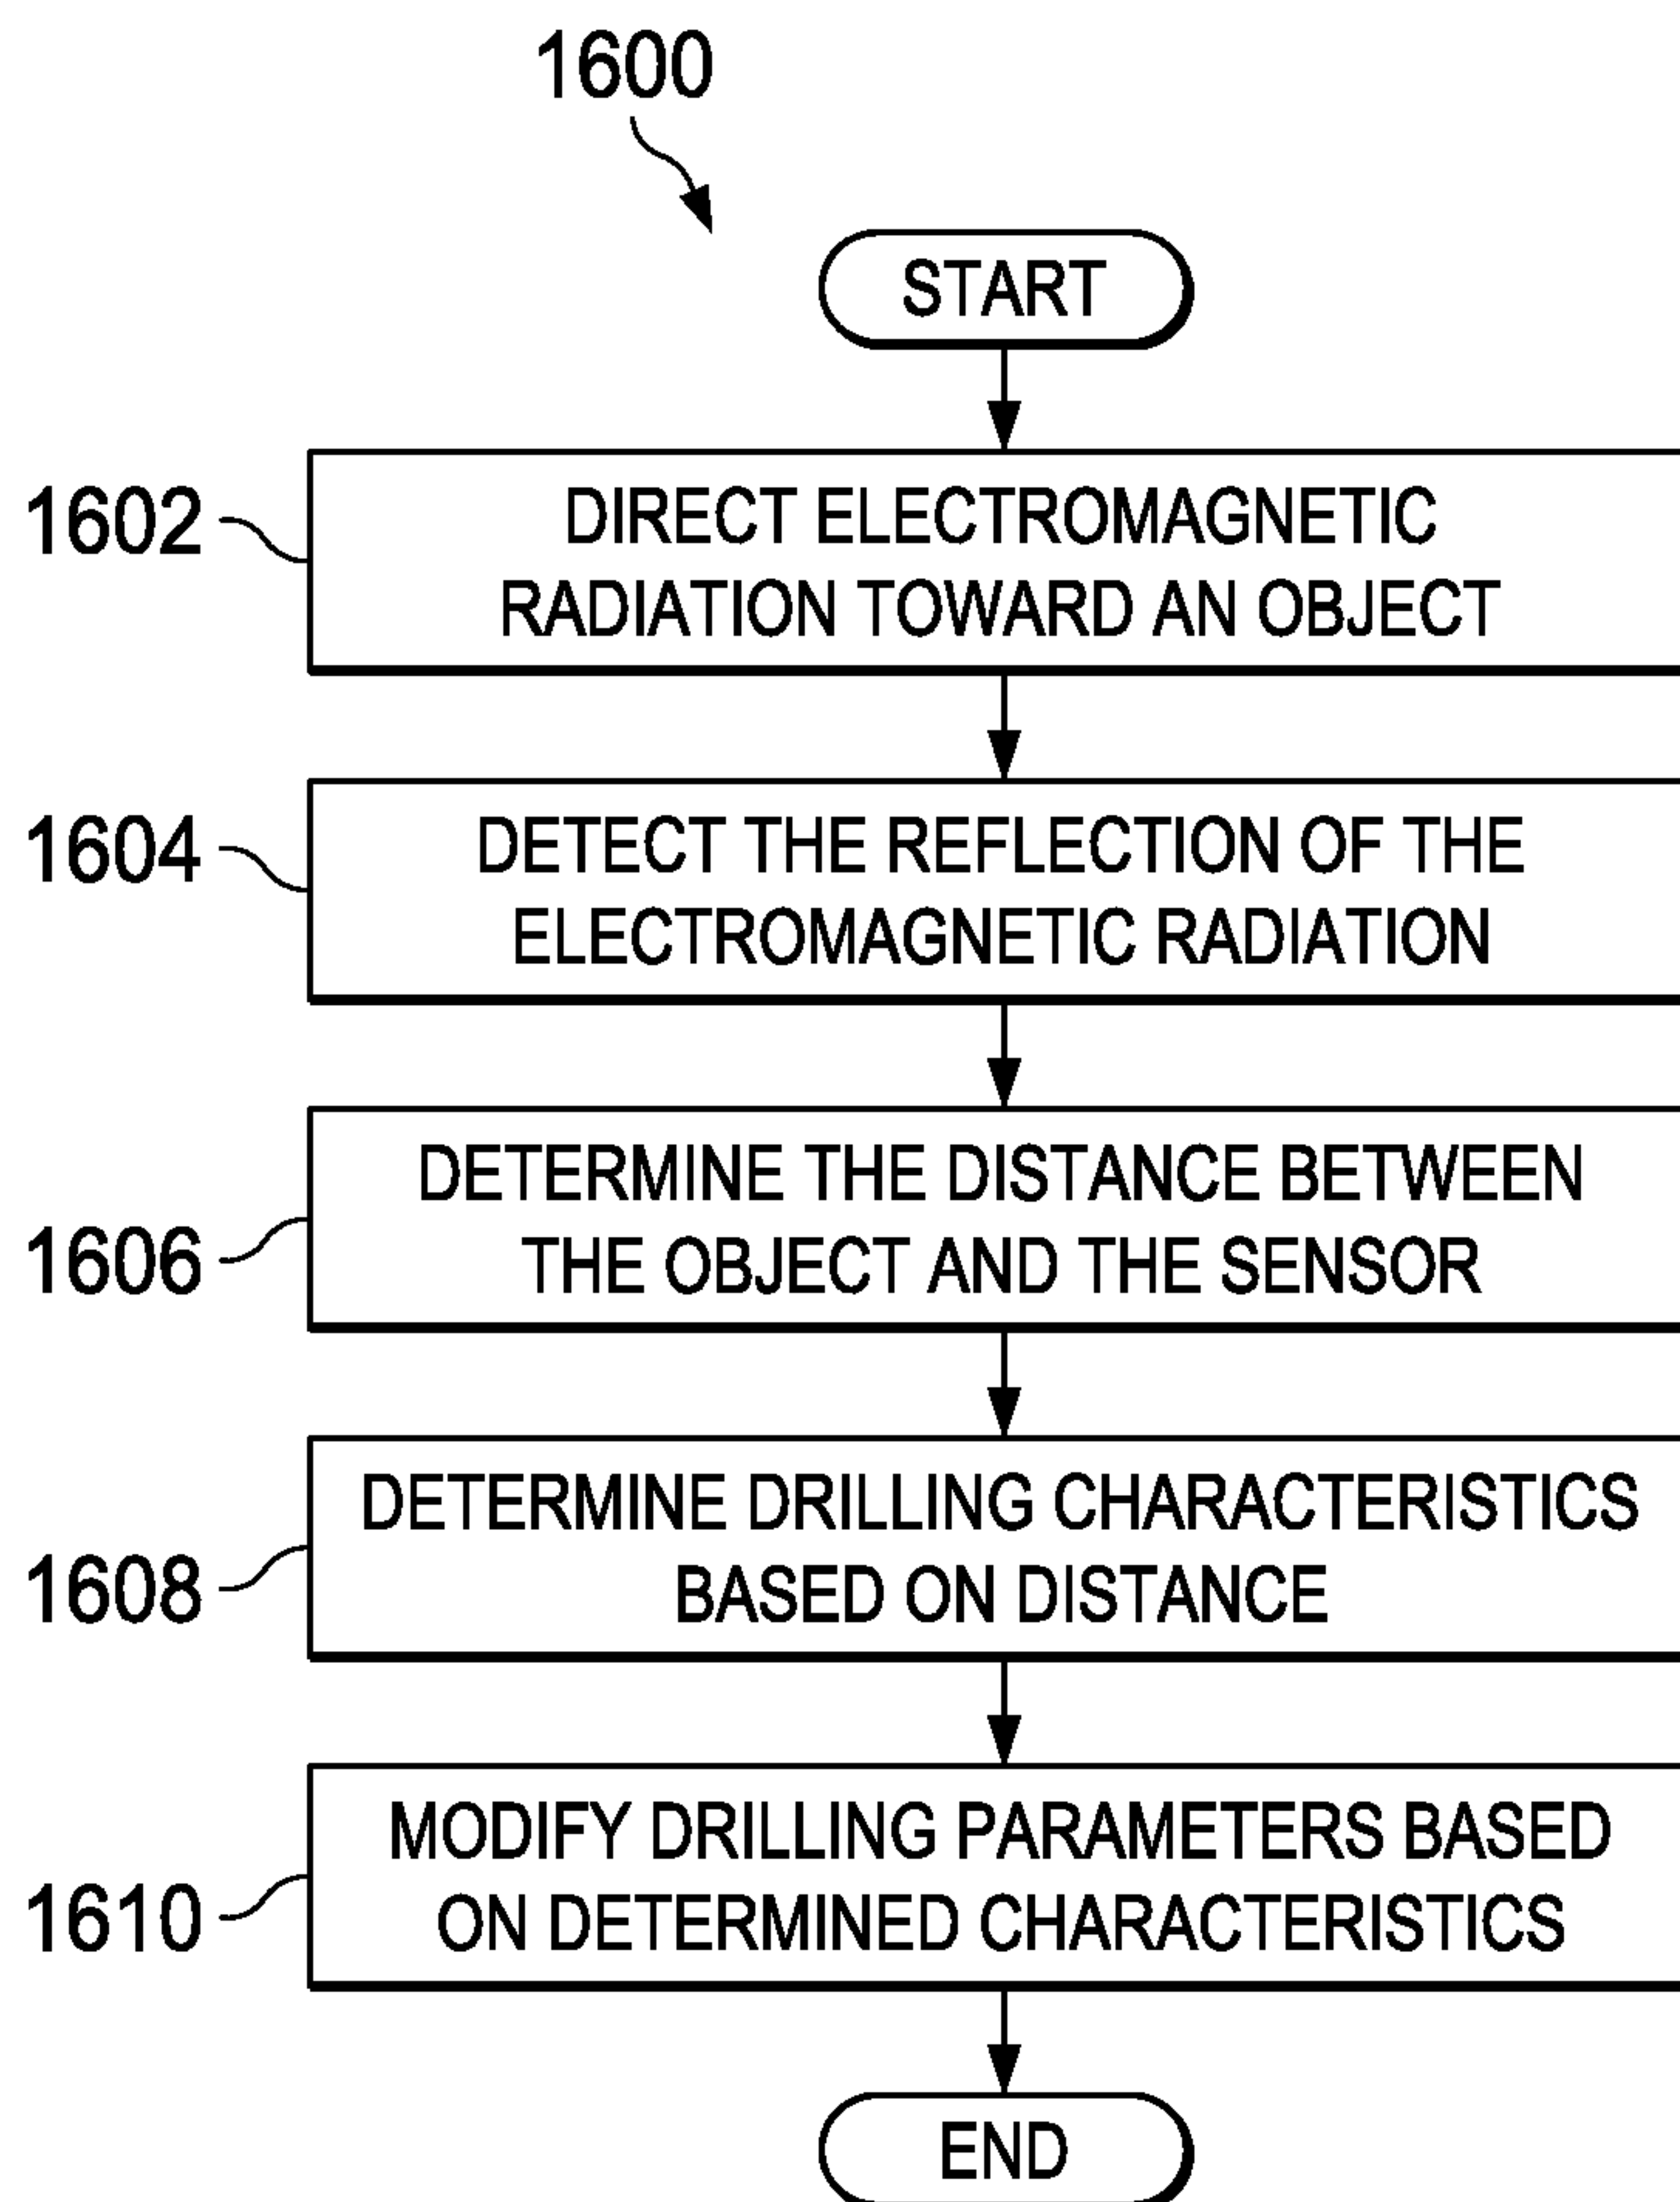 1600
START
1602
DIRECT ELECTROMAGNETIC
RADIATION TOWARD AN OBJECT
1604
DETECT THE REFLECTION OF THE
ELECTROMAGNETIC RADIATION
1606
DETERMINE THE DISTANCE BETWEEN
THE OBJECT AND THE SENSOR
1608
DETERMINE DRILLING CHARACTERISTICS
BASED ON DISTANCE
1610
MODIFY DRILLING PARAMETERS BASED
ON DETERMINED CHARACTERISTICS
END